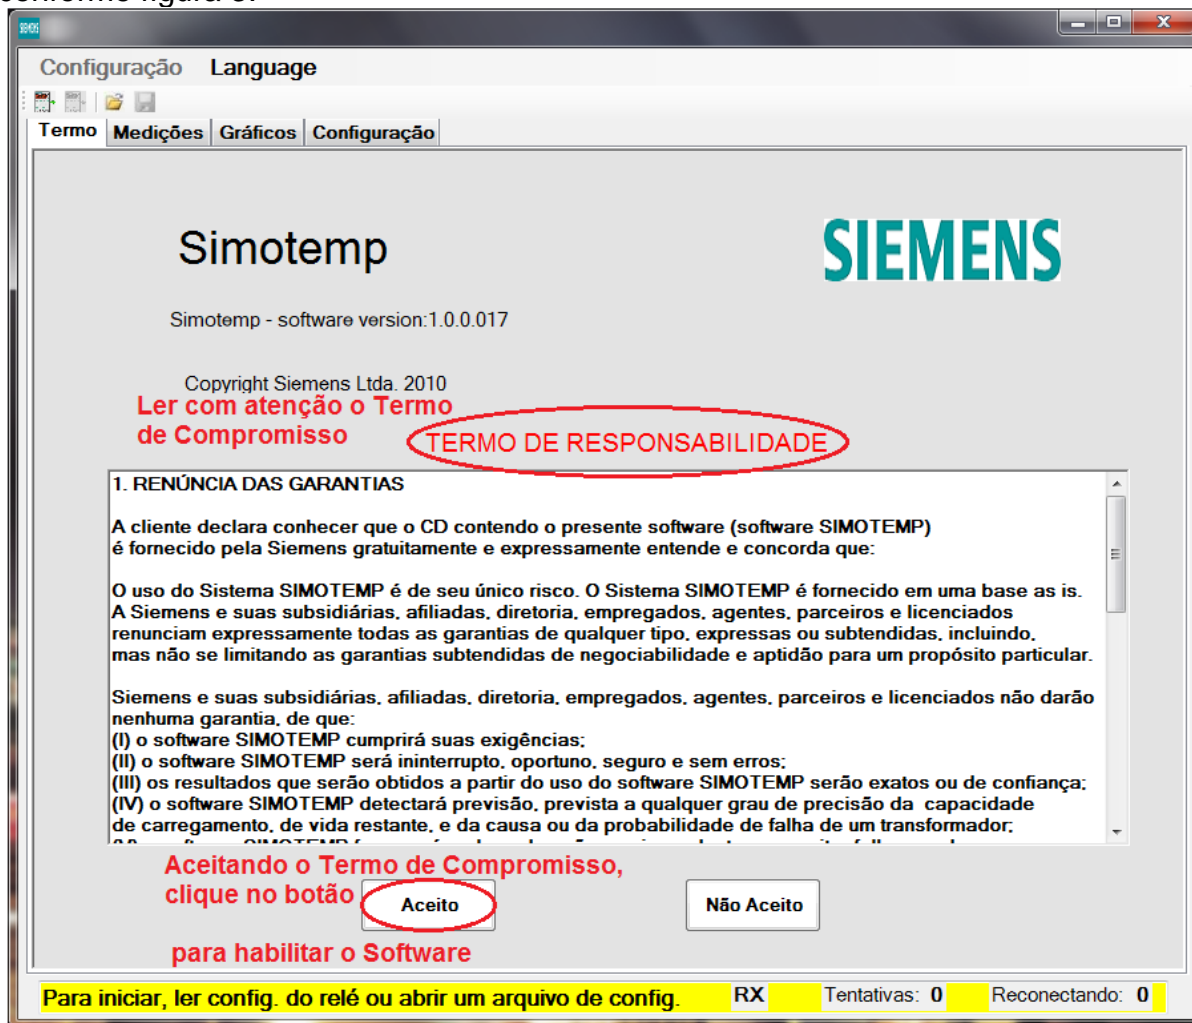 conforme figura 3.
SIEMENS
Configuração Language
Termo Medições Gráficos Configuração
Simotemp
SIEMENS
Simotemp - software version:1.0.0.017
Copyright Siemens Ltda. 2010
Ler com atenção o Termo
de Compromisso
TERMO DE RESPONSABILIDADE
1. RENÚNCIA DAS GARANTIAS
A cliente declara conhecer que o CD contendo o presente software (software SIMOTEMP)
é fornecido pela Siemens gratuitamente e expressamente entende e concorda que:
O uso do Sistema SIMOTEMP é de seu único risco. O Sistema SIMOTEMP é fornecido em uma base as is.
A Siemens e suas subsidiárias, afiliadas, diretoria, empregados, agentes, parceiros e licenciados
renunciam expressamente todas as garantias de qualquer tipo, expressas ou subtendidas, incluindo,
mas não se limitando as garantias subtendidas de negociabilidade e aptidão para um propósito particular.
Siemens e suas subsidiárias, afiliadas, diretoria, empregados, agentes, parceiros e licenciados não darão
nenhuma garantia, de que:
(I) o software SIMOTEMP cumprirá suas exigências;
(II) o software SIMOTEMP será ininterrupto, oportuno, seguro e sem erros;
(III) os resultados que serão obtidos a partir do uso do software SIMOTEMP serão exatos ou de confiança;
(IV) o software SIMOTEMP detectará previsão, prevista a qualquer grau de precisão da capacidade
de carregamento, de vida restante, e da causa ou da probabilidade de falha de um transformador;
Aceitando o Termo de Compromisso,
clique no botão
Aceito
Não Aceito
para habilitar o Software
Para iniciar, ler config. do relé ou abrir um arquivo de config. RX Tentativas: 0 Reconectando: 0